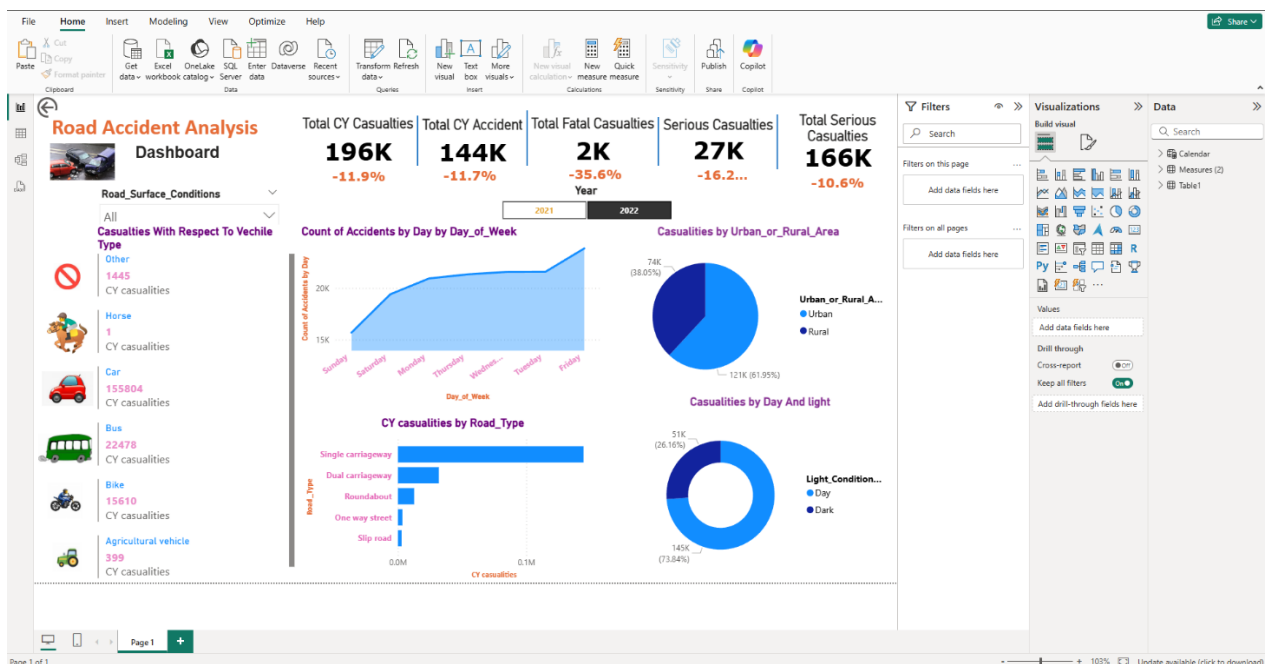 File Home Insert Modeling View Optimize Help
Share
Paste
Cut
Copy
Format painter
Get data
Excel workbook
OneLake catalog
SQL Server
Enter data
Dataverse
Recent sources
Transform data
Refresh
New visual
Text box
More visuals
New visual calculation
New measure
Quick measure
Sensitivity
Publish
Copilot
Clipboard
Data
Queries
Insert
Calculations
Sensitivity
Share
Copilot
Road Accident Analysis
Dashboard
Total CY Casualties
196K
-11.9%
Total CY Accident
144K
-11.7%
Total Fatal Casualties
2K
-35.6%
Serious Casualties
27K
-16.2...
Total Serious
Casualties
166K
-10.6%
Year
2021 2022
Road_Surface_Conditions
All
Casualties With Respect To Vechile
Type
Other
1445
CY casualities
Horse
1
CY casualities
Car
155804
CY casualities
Bus
22478
CY casualities
Bike
15610
CY casualities
Agricultural vehicle
399
CY casualities
Count of Accidents by Day by Day_of_Week
Count of Accidents by Day
20K
15K
Sunday
Saturday
Monday
Thursday
Wednes...
Tuesday
Friday
Day_of_Week
CY casualities by Road_Type
Road_Type
Single carriageway
Dual carriageway
Roundabout
One way street
Slip road
0.0M 0.1M
CY casualities
Casualities by Urban_or_Rural_Area
74K
(38.05%)
121K (61.95%)
Urban_or_Rural_A...
Urban
Rural
Casualities by Day And light
51K
(26.16%)
145K
(73.84%)
Light_Condition...
Day
Dark
Filters
Search
Filters on this page
...
Add data fields here
Filters on all pages
...
Add data fields here
Visualizations
Build visual
R
Py
...
Values
Add data fields here
Drill through
Cross-report
Off
Keep all filters
On
Add drill-through fields here
Data
Search
Calendar
Measures (2)
Table1
Page 1
+
Page 1 of 1
- + 103%
Update available (click to download)